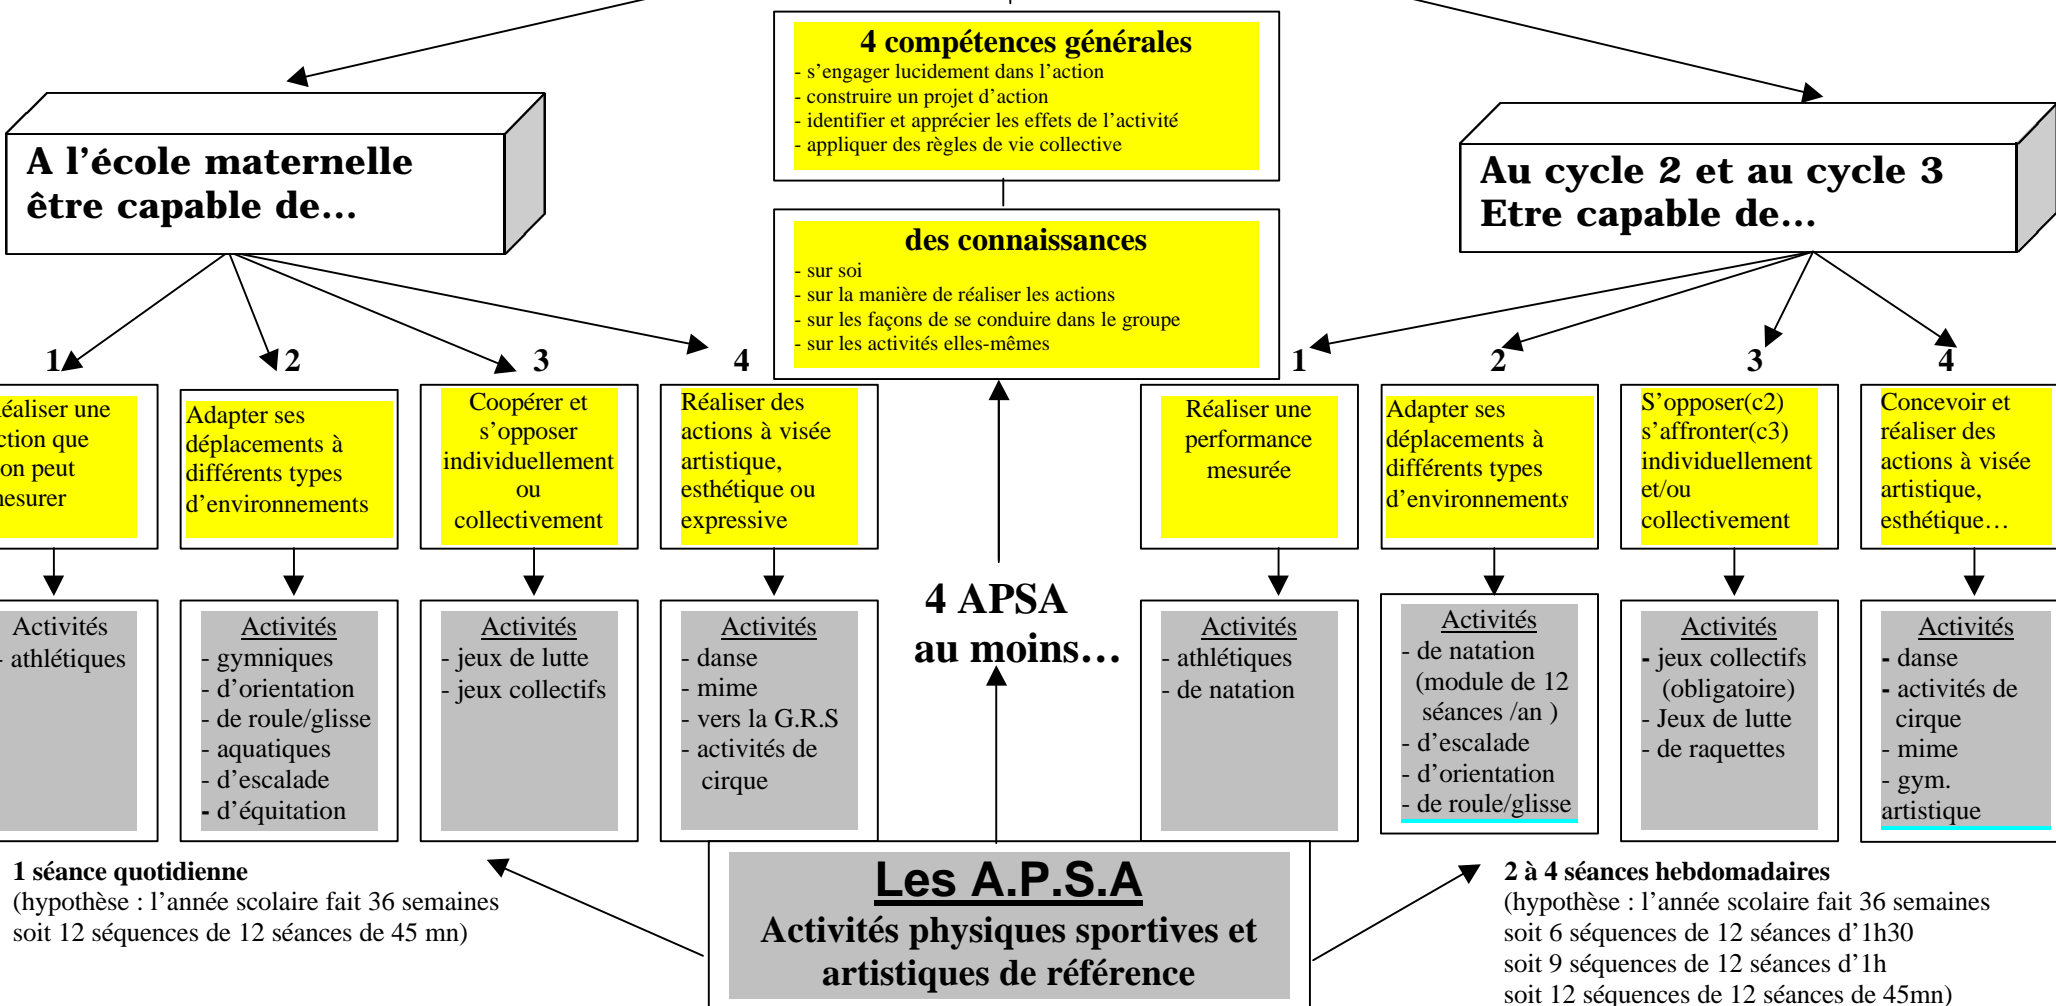 4 compétences générales
- s'engager lucidement dans l'action
- construire un projet d'action
- identifier et apprécier les effets de l'activité
- appliquer des règles de vie collective
A l'école maternelle
être capable de...
Au cycle 2 et au cycle 3
Etre capable de...
des connaissances
- sur soi
- sur la manière de réaliser les actions
- sur les façons de se conduire dans le groupe
- sur les activités elles-mêmes
1
2
3
4
1
2
3
4
éaliser une
ction que
on peut
esurer
Adapter ses
déplacements à
différents types
d'environnements
Coopérer et
s'opposer
individuellement
ou
collectivement
Réaliser des
actions à visée
artistique,
esthétique ou
expressive
Réaliser une
performance
mesurée
Adapter ses
déplacements à
différents types
d'environnements
S'opposer(c2)
s'affronter(c3)
individuellement
et/ou
collectivement
Concevoir et
réaliser des
actions à visée
artistique,
esthétique…
Activités
- athlétiques
Activités
- gymniques
- d'orientation
- de roule/glisse
- aquatiques
- d'escalade
- d'équitation
Activités
- jeux de lutte
- jeux collectifs
Activités
- danse
- mime
- vers la G.R.S
- activités de
cirque
4 APSA
au moins…
Activités
- athlétiques
- de natation
Activités
- de natation
(module de 12
séances /an )
- d'escalade
- d'orientation
- de roule/glisse
Activités
- jeux collectifs
(obligatoire)
- Jeux de lutte
- de raquettes
Activités
- danse
- activités de
cirque
- mime
- gym.
artistique
1 séance quotidienne
(hypothèse : l'année scolaire fait 36 semaines
soit 12 séquences de 12 séances de 45 mn)
Les A.P.S.A
Activités physiques sportives et
artistiques de référence
2 à 4 séances hebdomadaires
(hypothèse : l'année scolaire fait 36 semaines
soit 6 séquences de 12 séances d'1h30
soit 9 séquences de 12 séances d'1h
soit 12 séquences de 12 séances de 45mn)